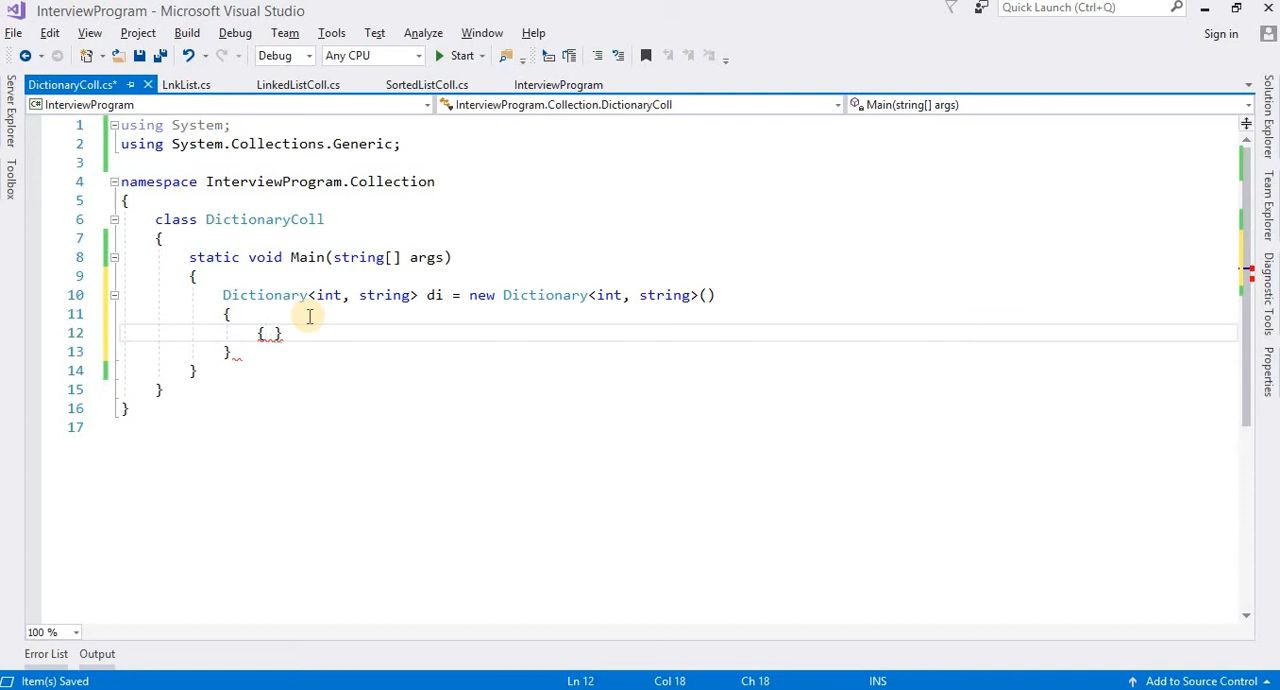 InterviewProgram - Microsoft Visual Studio
Quick Launch (Ctrl+Q)
File Edit View Project Build Debug Team Tools Test Analyze Window Help
Sign in
Debug Any CPU Start
DictionaryColl.cs* LnkList.cs LinkedListColl.cs SortedListColl.cs InterviewProgram
InterviewProgram InterviewProgram.Collection.DictionaryColl Main(string[] args)
Server Explorer
Toolbox
1 using System;
2 using System.Collections.Generic;
3
4 namespace InterviewProgram.Collection
5 {
6 class DictionaryColl
7 {
8 static void Main(string[] args)
9 {
10 Dictionary<int, string> di = new Dictionary<int, string>()
11 {
12 { }
13 }
14 }
15 }
16 }
17
Solution Explorer
Team Explorer
Diagnostic Tools
Properties
100 %
Error List Output
Item(s) Saved Ln 12 Col 18 Ch 18 INS Add to Source Control